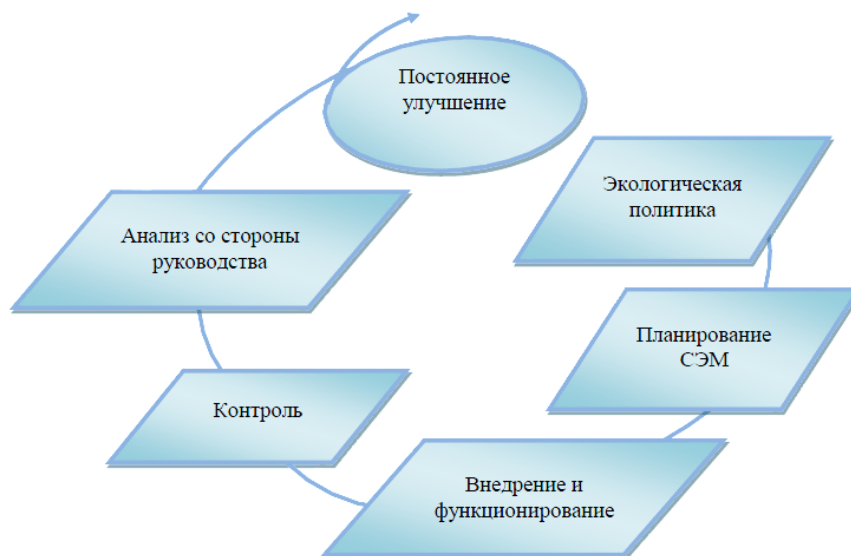 Постоянное
улучшение
Экологическая
политика
Анализ со стороны
руководства
Планирование
СЭМ
Контроль
Внедрение и
функционирование